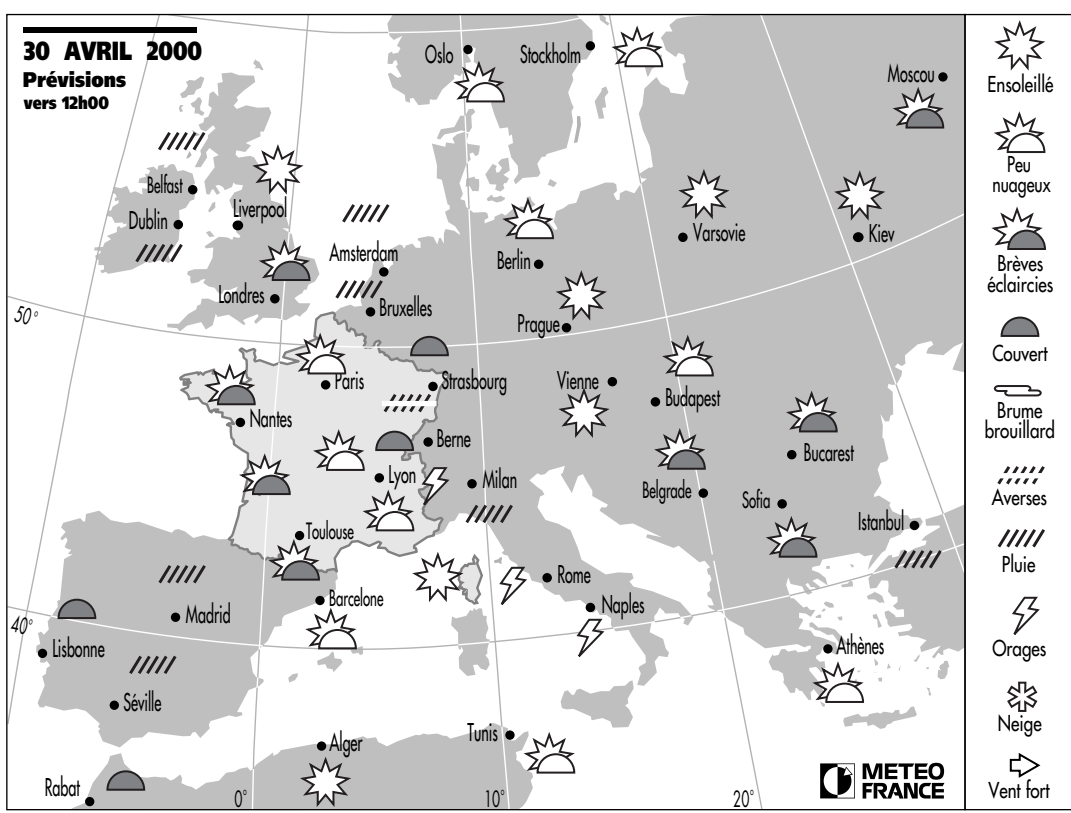 30 AVRIL 2000
Prévisions
vers 12h00
Oslo
Stockholm
Moscou
Belfast
Dublin
Liverpool
Londres
Amsterdam
Bruxelles
Berlin
Varsovie
Kiev
Prague
50°
Paris
Strasbourg
Nantes
Berne
Lyon
Milan
Toulouse
Vienne
Budapest
Belgrade
Bucarest
Sofia
Istanbul
Rome
Naples
Athènes
Barcelone
Madrid
40°
Lisbonne
Séville
Rabat
Alger
Tunis
0°
10°
20°
METEO
FRANCE
Ensoleillé
Peu
nuageux
Brèves
éclaircies
Couvert
Brume
brouillard
Averses
Pluie
Orages
Neige
Vent fort